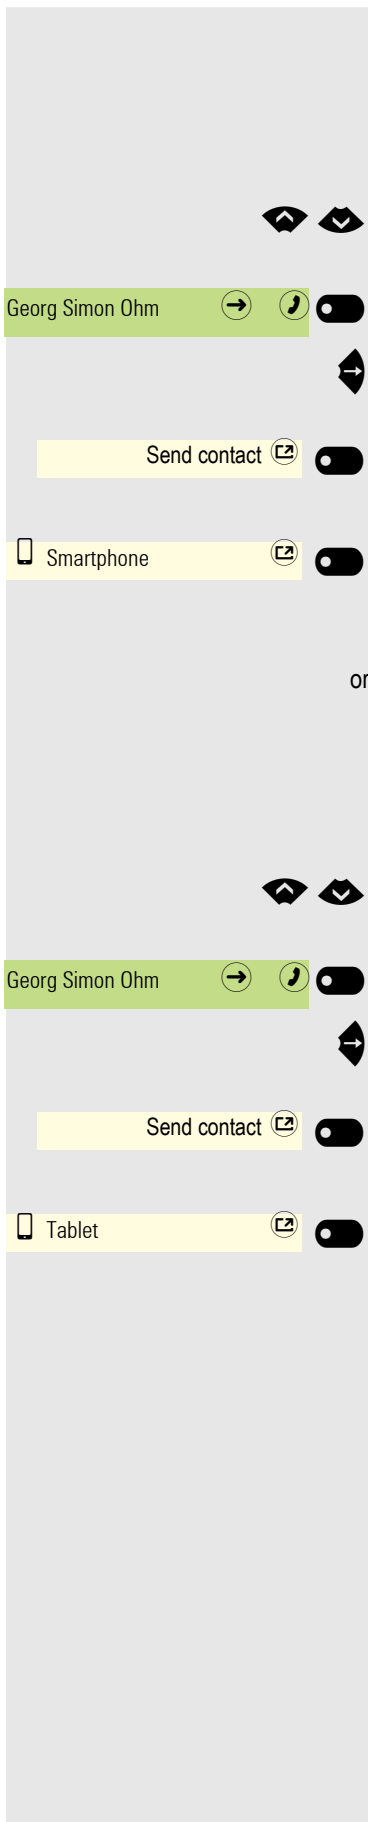 Georg Simon Ohm
Send contact
Smartphone
or
Georg Simon Ohm
Send contact
Tablet